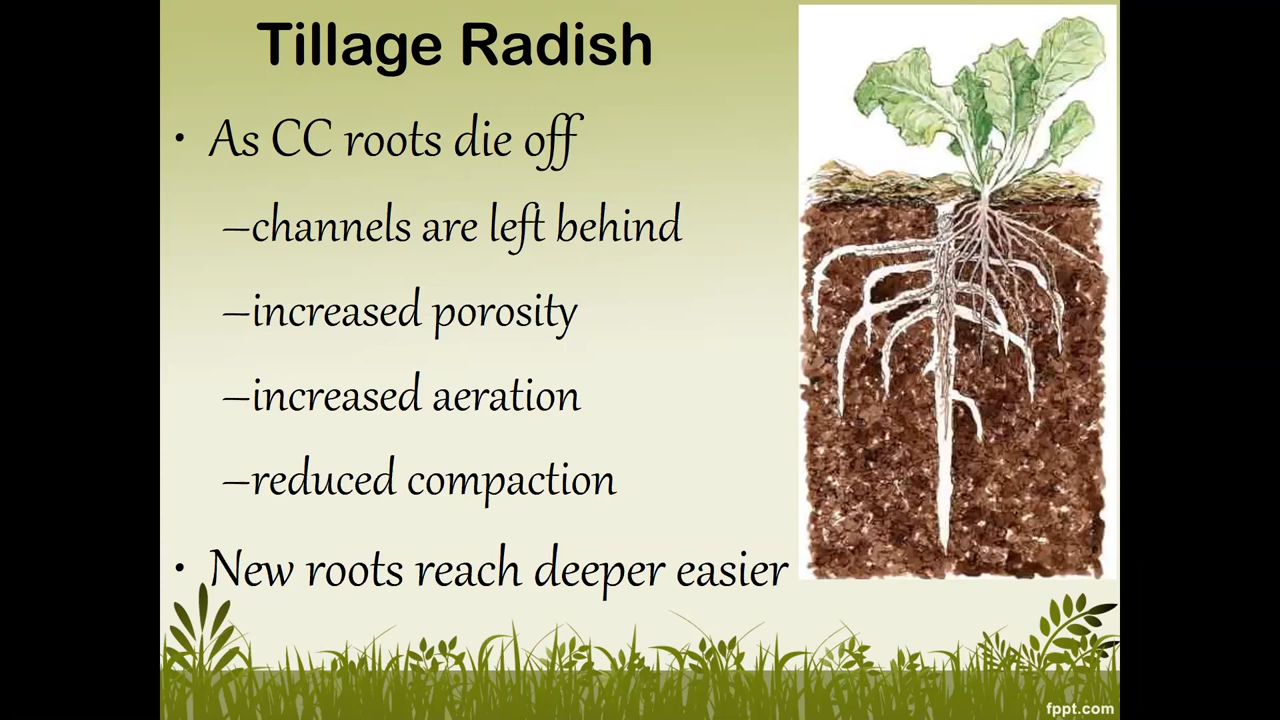 Tillage Radish
• As CC roots die off
–channels are left behind
–increased porosity
–increased aeration
–reduced compaction
• New roots reach deeper easier
fppt.com